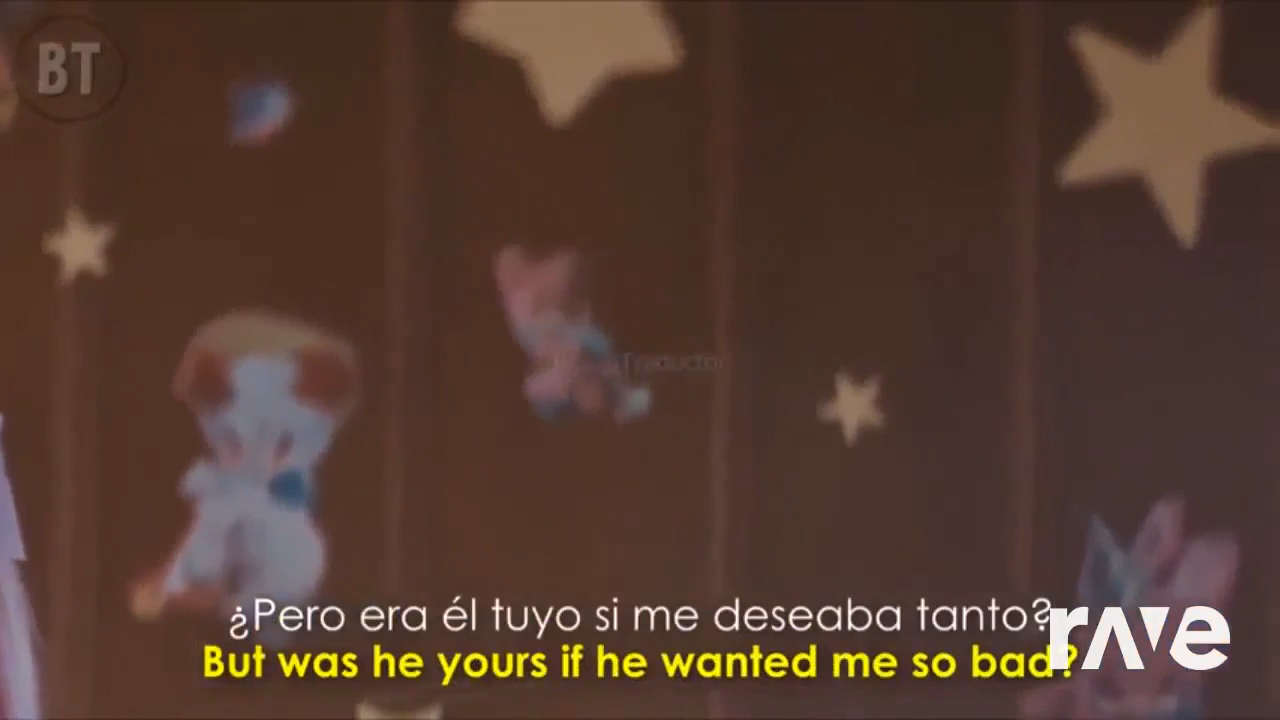 BT
Traductor
¿Pero era él tuyo si me deseaba tanto?
But was he yours if he wanted me so bad?
rave